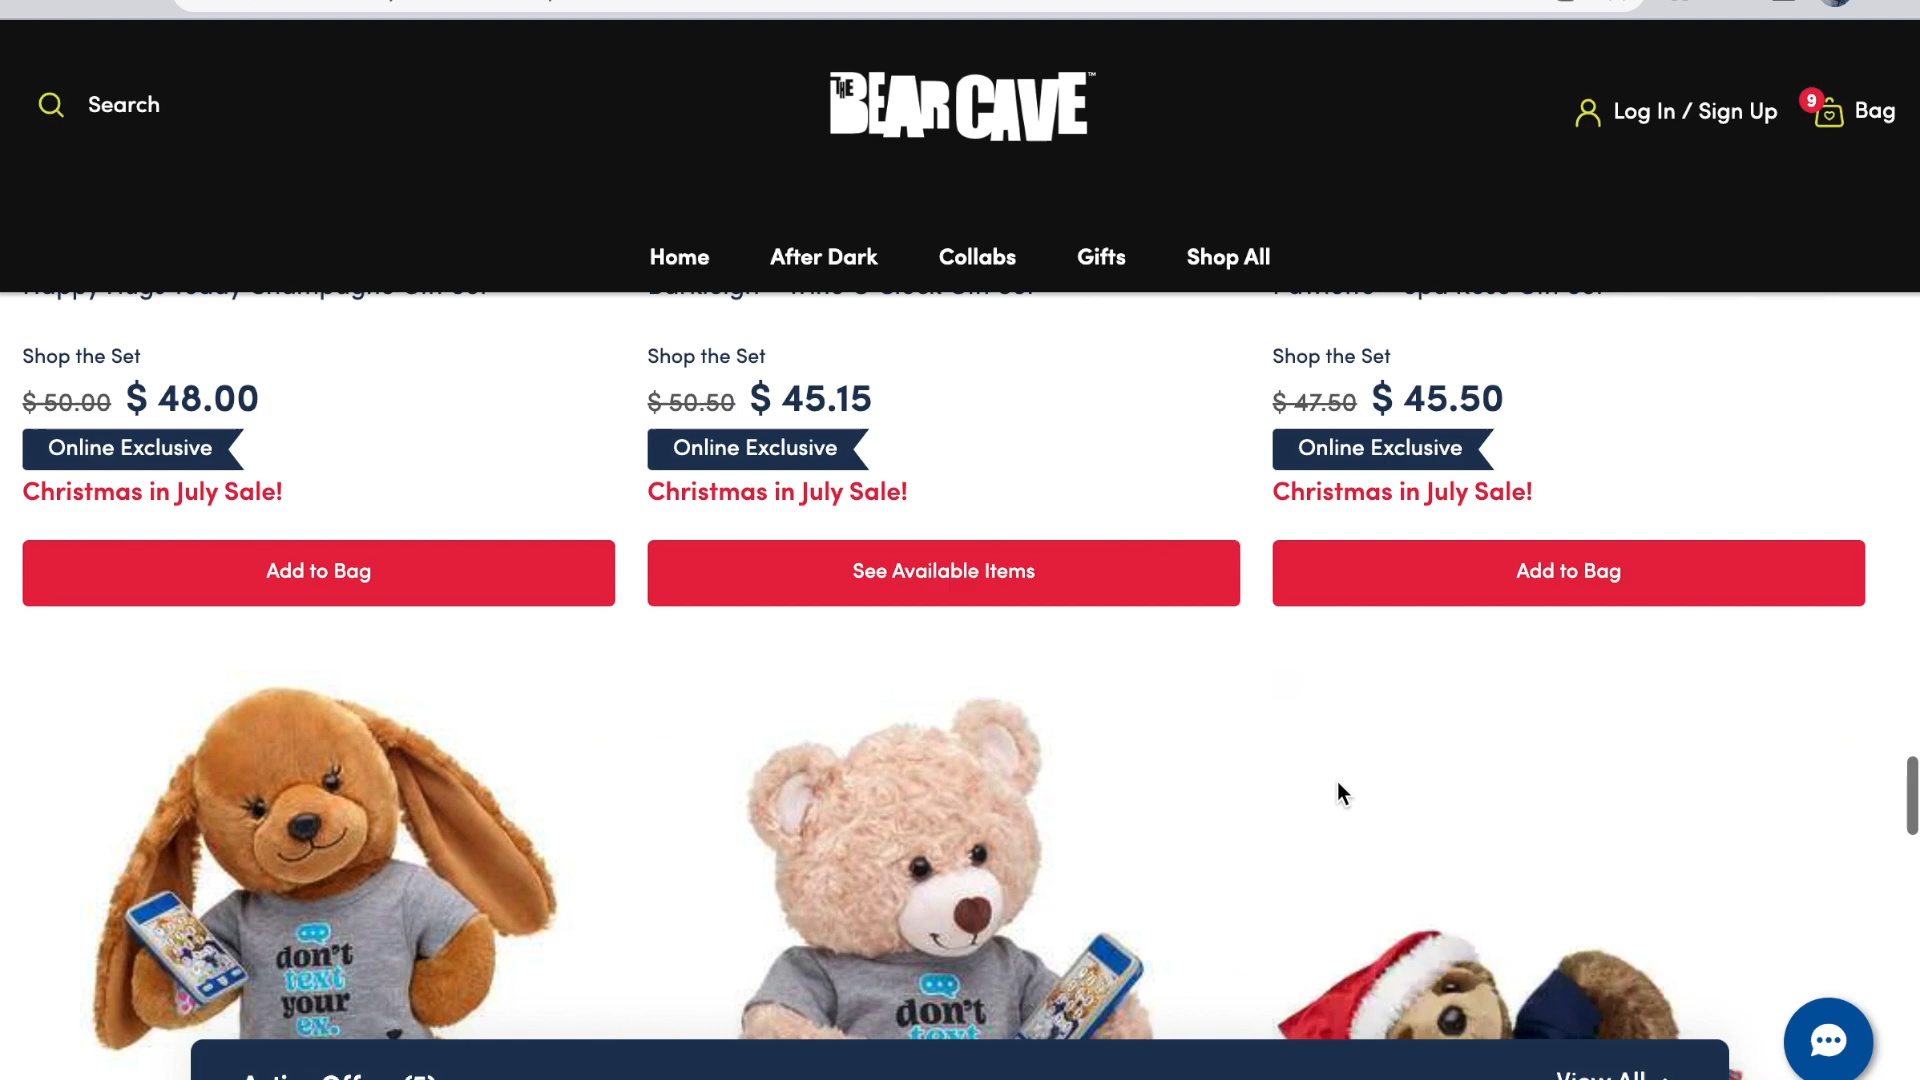 Search
THE BEAR CAVE™
Log In / Sign Up
9
Bag
Home
After Dark
Collabs
Gifts
Shop All
Shop the Set
$ 50.00 $ 48.00
Online Exclusive
Christmas in July Sale!
Add to Bag
Shop the Set
$ 50.50 $ 45.15
Online Exclusive
Christmas in July Sale!
See Available Items
Shop the Set
$ 47.50 $ 45.50
Online Exclusive
Christmas in July Sale!
Add to Bag
don't
text
your
ex.
don't
text
View All